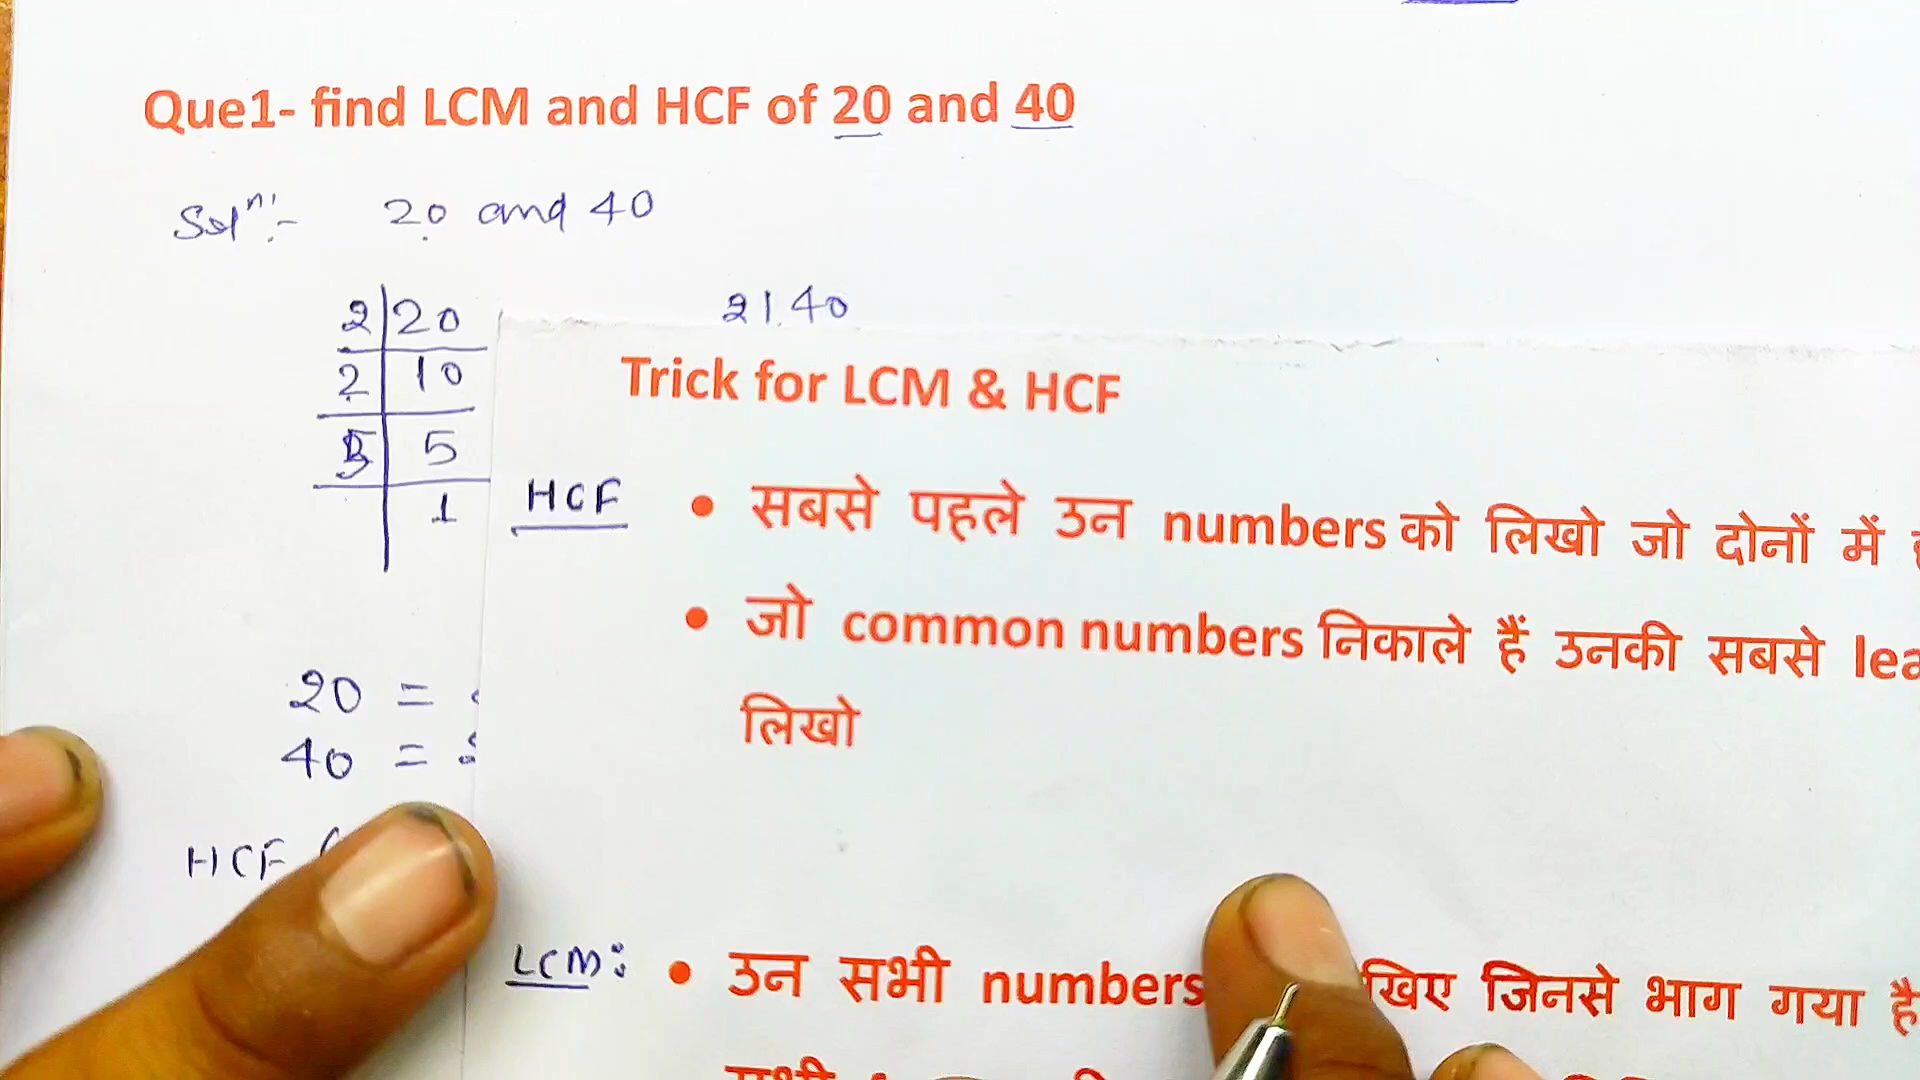 Que1- find LCM and HCF of 20 and 40
Solⁿ:- 20 and 40
2 | 20
2 | 40
2 | 10
5 | 5
1
Trick for LCM & HCF
HCF • सबसे पहले उन numbers को लिखो जो दोनों में
• जो common numbers निकाले हैं उनकी सबसे lea
लिखो
20 =
40 =
HCF (
LCM: • उन सभी numbers खिए जिनसे भाग गया है
सभी